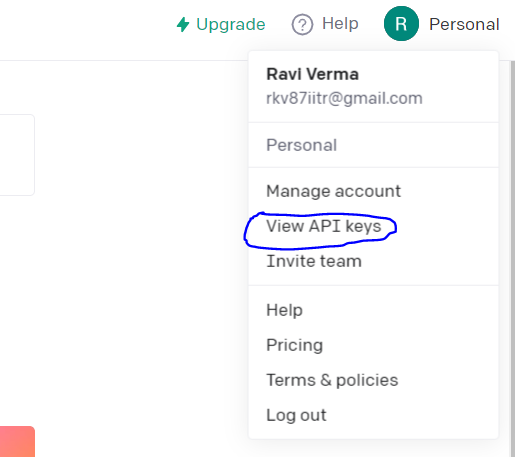 Upgrade Help R Personal
Ravi Verma
rkv87iitr@gmail.com
Personal
Manage account
View API keys
Invite team
Help
Pricing
Terms & policies
Log out